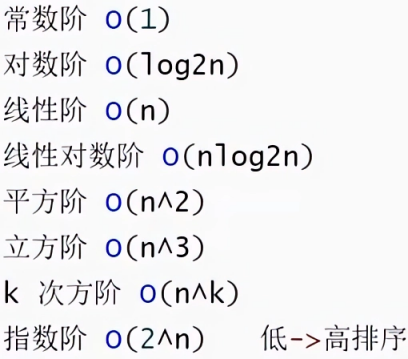 常数阶 O(1)
对数阶 O(log2n)
线性阶 O(n)
线性对数阶 O(nlog2n)
平方阶 O(n^2)
立方阶 O(n^3)
k 次方阶 O(n^k)
指数阶 O(2^n) 低->高排序